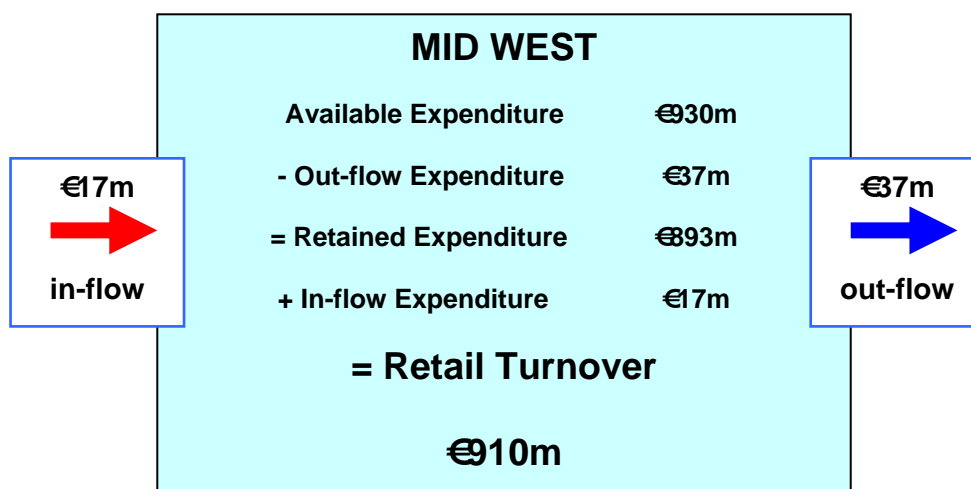 MID WEST
Available Expenditure €930m
- Out-flow Expenditure €37m
= Retained Expenditure €893m
+ In-flow Expenditure €17m
= Retail Turnover
€910m
€17m
in-flow
€37m
out-flow